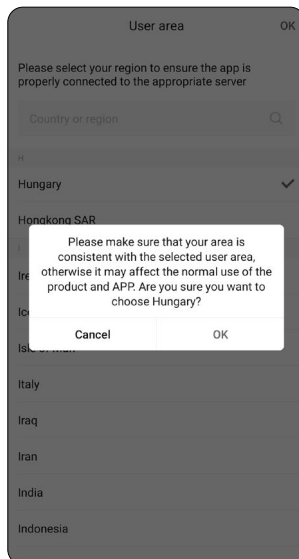 User area
OK
Please select your region to ensure the app is
properly connected to the appropriate server
Country or region
H
Hungary
Hongkong SAR
I
Please make sure that your area is
consistent with the selected user area,
otherwise it may affect the normal use of the
product and APP. Are you sure you want to
choose Hungary?
Cancel
OK
Italy
Iraq
Iran
India
Indonesia